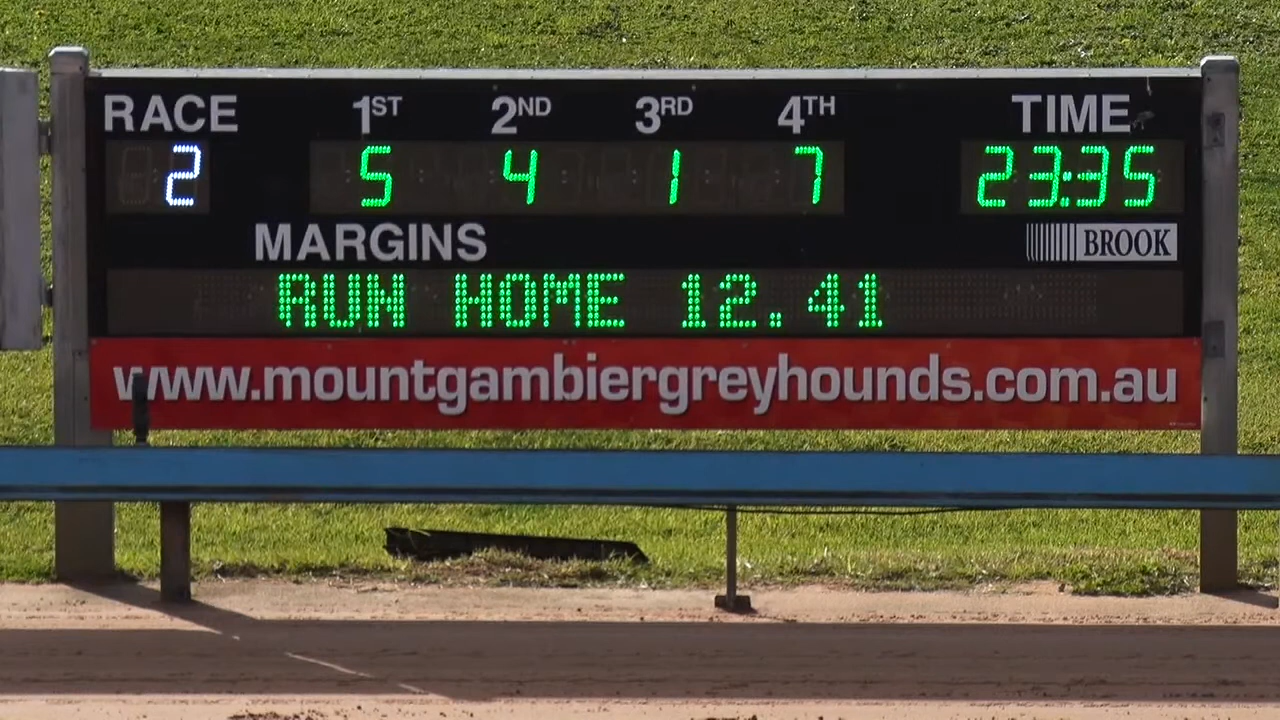 RACE 1ST 2ND 3RD 4TH TIME
2 5 4 1 7 23:35
MARGINS BROOK
RUN HOME 12.41
www.mountgambiergreyhounds.com.au